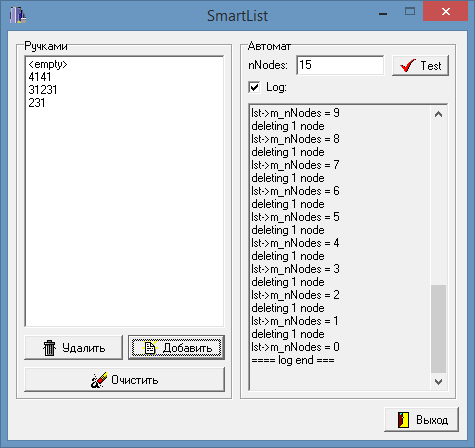 SmartList
Ручками
<empty>
4141
31231
231
Удалить
Добавить
Очистить
Автомат
nNodes: 15
Test
Log:
lst->m_nNodes = 9
deleting 1 node
lst->m_nNodes = 8
deleting 1 node
lst->m_nNodes = 7
deleting 1 node
lst->m_nNodes = 6
deleting 1 node
lst->m_nNodes = 5
deleting 1 node
lst->m_nNodes = 4
deleting 1 node
lst->m_nNodes = 3
deleting 1 node
lst->m_nNodes = 2
deleting 1 node
lst->m_nNodes = 1
deleting 1 node
lst->m_nNodes = 0
==== log end ===
Выход